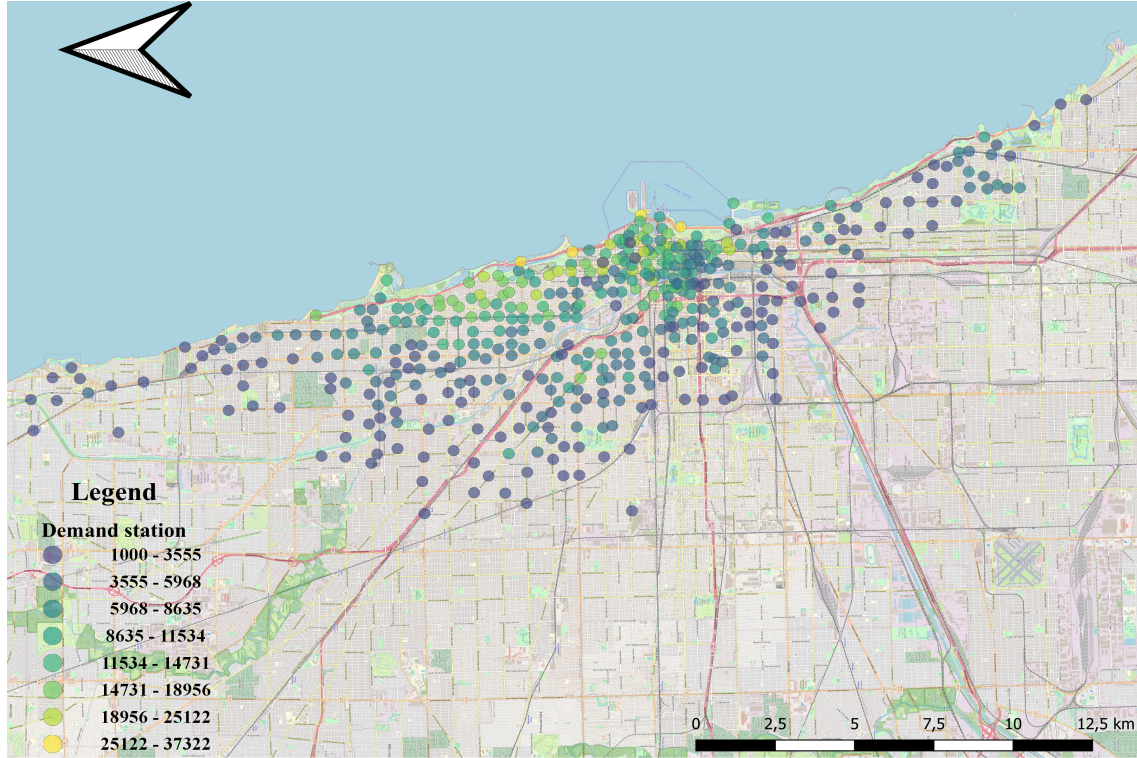 Legend
Demand station
1000 - 3555
3555 - 5968
5968 - 8635
8635 - 11534
11534 - 14731
14731 - 18956
18956 - 25122
25122 - 37322
0 2,5 5 7,5 10 12,5 km